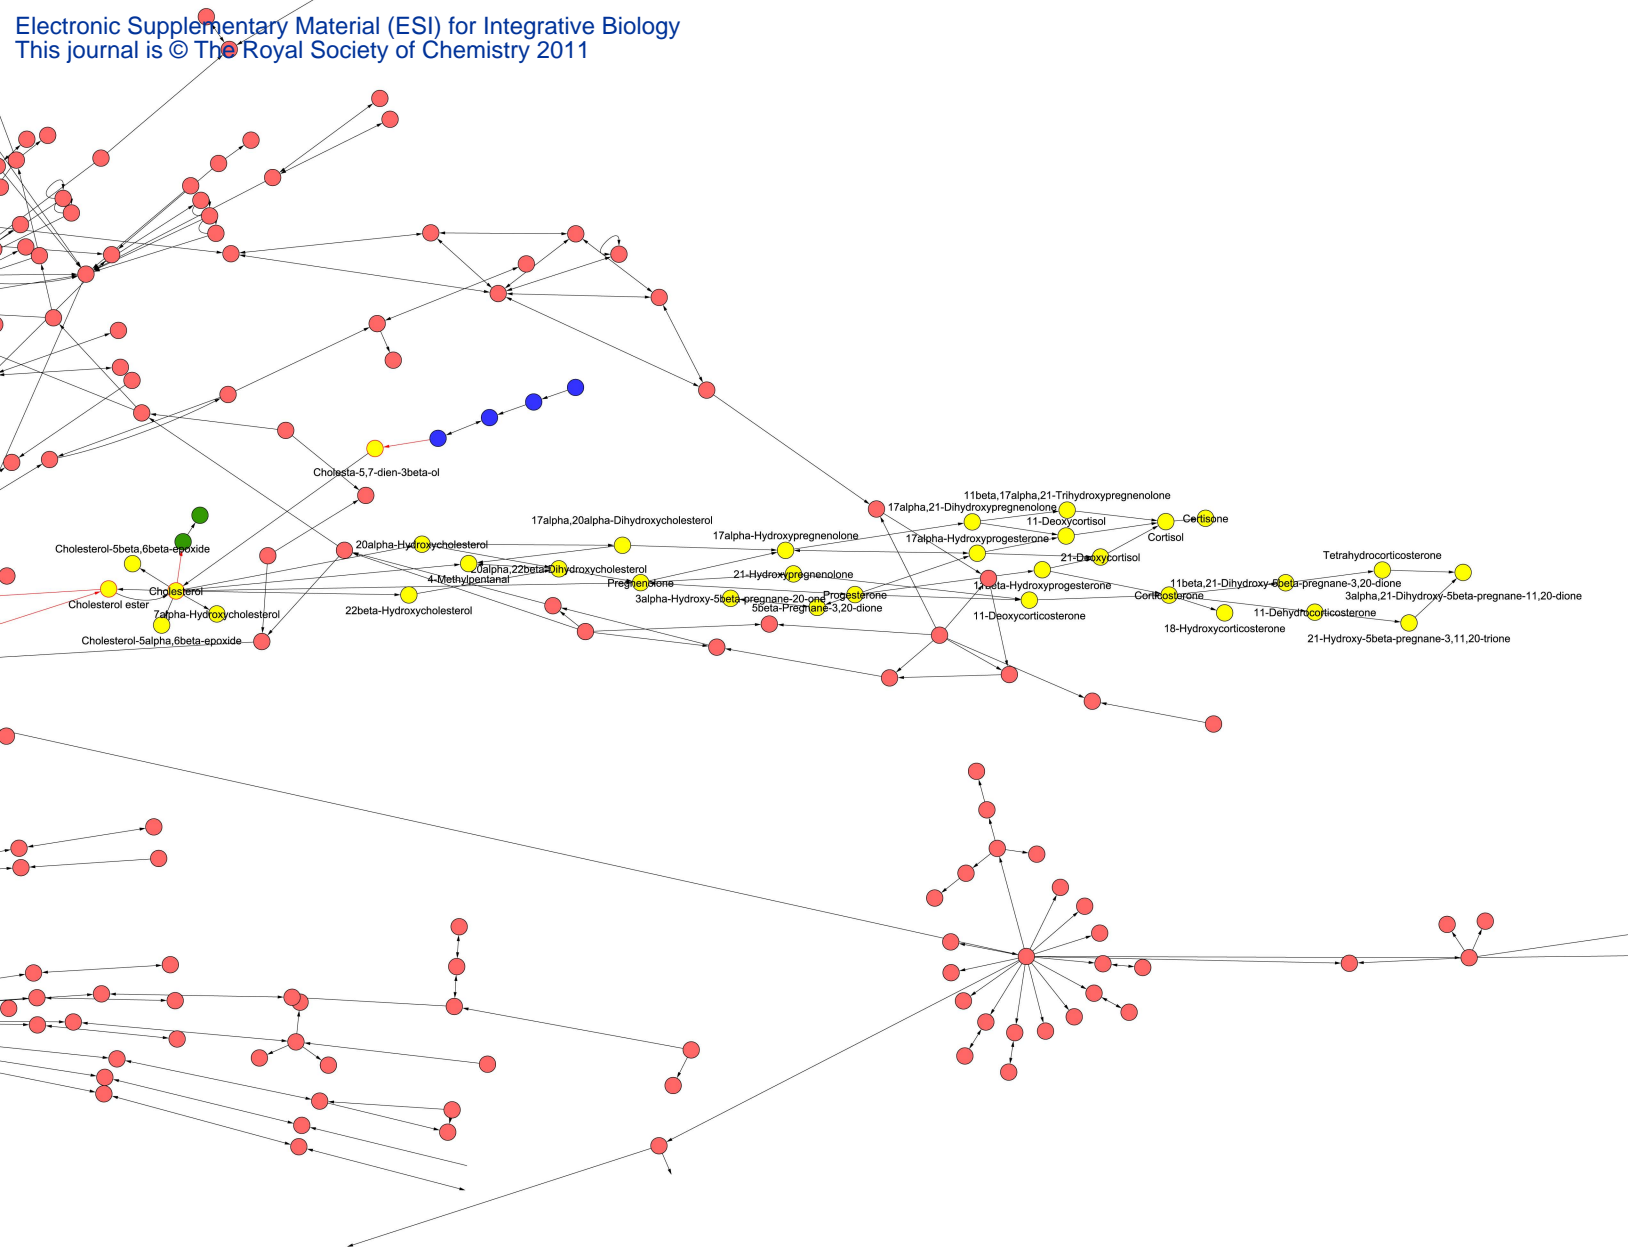 Electronic Supplementary Material (ESI) for Integrative Biology
This journal is © The Royal Society of Chemistry 2011
Cholesta-5,7-dien-3beta-ol
11beta,17alpha,21-Trihydroxypregnenolone
17alpha,21-Dihydroxypregnenolone
17alpha,20alpha-Dihydroxycholesterol
11-Deoxycortisol
Cortisone
17alpha-Hydroxypregnenolone
17alpha-Hydroxyprogesterone
Cortisol
20alpha-Hydroxycholesterol
Cholesterol-5beta,6beta-epoxide
21-Deoxycortisol
Tetrahydrocorticosterone
20alpha,22beta-Dihydroxycholesterol
4-Methylpentanal
21-Hydroxypregnenolone
Pregnenolone
11beta-Hydroxyprogesterone
11beta,21-Dihydroxy-5beta-pregnane-3,20-dione
Cholesterol
Progesterone
Corticosterone
3alpha,21-Dihydroxy-5beta-pregnane-11,20-dione
3alpha-Hydroxy-5beta-pregnane-20-one
Cholesterol ester
5beta-Pregnane-3,20-dione
22beta-Hydroxycholesterol
7alpha-Hydroxycholesterol
11-Deoxycorticosterone
11-Dehydrocorticosterone
18-Hydroxycorticosterone
21-Hydroxy-5beta-pregnane-3,11,20-trione
Cholesterol-5alpha,6beta-epoxide